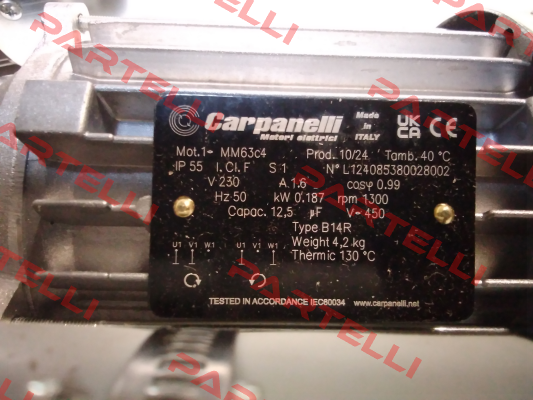 Carpanelli
Motori elettrici
Made in ITALY
UK CA CE
Mot.1~ MM63c4 Prod. 10/24 Tamb. 40 °C
IP 55 I. Cl. F S 1 N° L124085380028002
V 230 A 1.6 cosφ 0.99
Hz 50 kW 0.187 rpm 1300
Capac. 12,5 µF V~ 450
Type B14R
Weight 4,2 kg
Thermic 130 °C
U1 V1 W1 U1 V1 W1
TESTED IN ACCORDANCE IEC60034 www.carpanelli.net
PARTELLI
PARTELLI
PARTELLI
PARTELLI
PARTELLI
PARTELLI